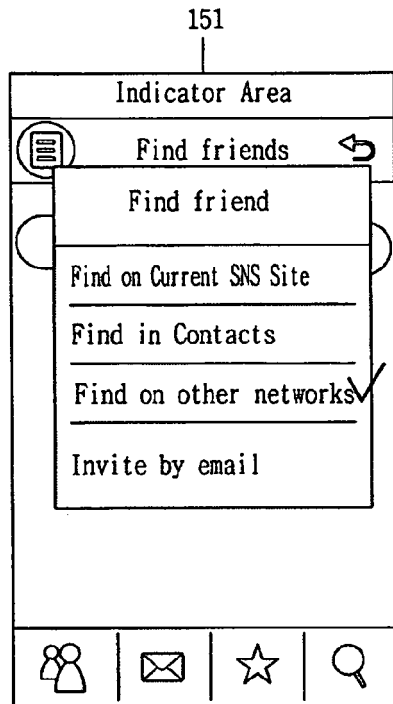 151
Indicator Area
Find friends
Find friend
Find on Current SNS Site
Find in Contacts
Find on other networks
Invite by email